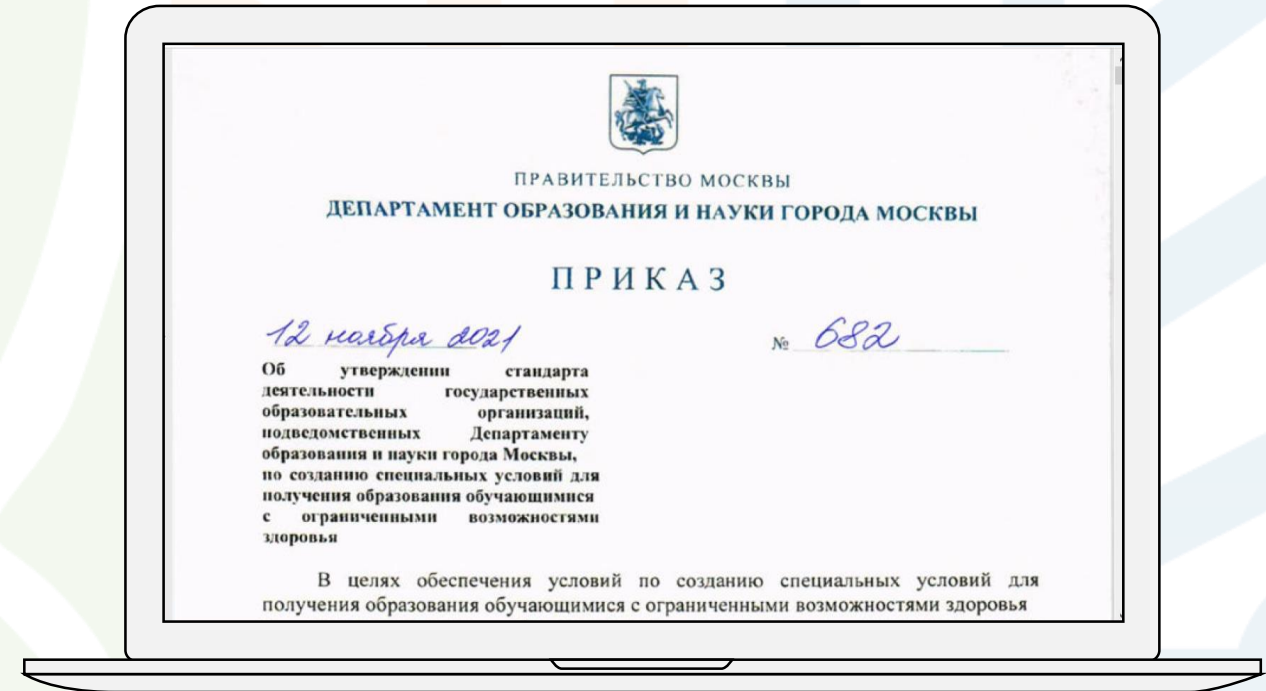 ПРАВИТЕЛЬСТВО МОСКВЫ
ДЕПАРТАМЕНТ ОБРАЗОВАНИЯ И НАУКИ ГОРОДА МОСКВЫ
ПРИКАЗ
12 ноября 2021 № 682
Об утверждении стандарта
деятельности государственных
образовательных организаций,
подведомственных Департаменту
образования и науки города Москвы,
по созданию специальных условий для
получения образования обучающимися
с ограниченными возможностями
здоровья
В целях обеспечения условий по созданию специальных условий для
получения образования обучающимися с ограниченными возможностями здоровья